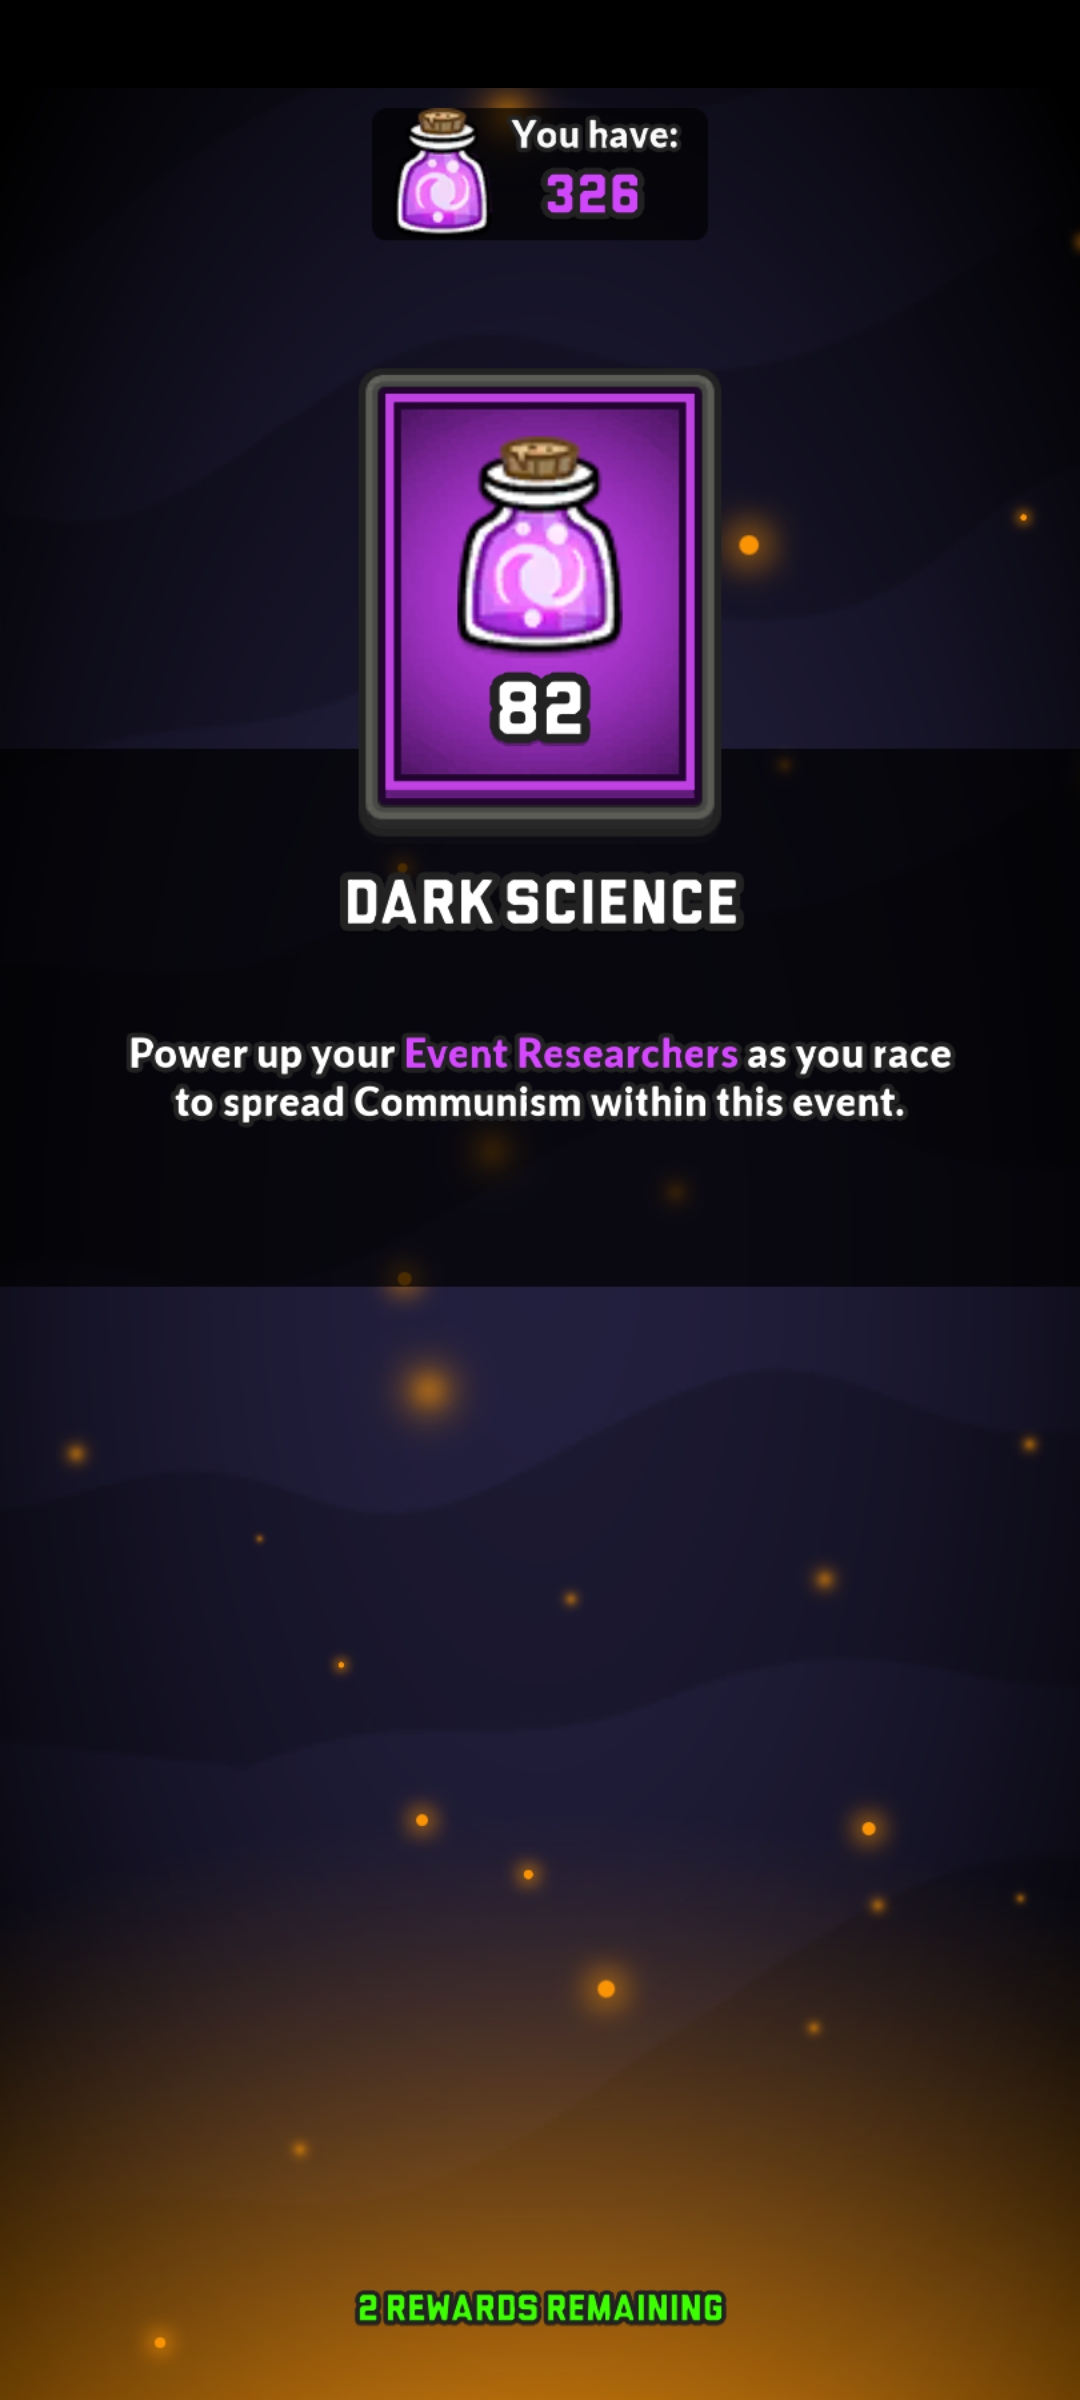 You have:
326
82
DARK SCIENCE
Power up your Event Researchers as you race
to spread Communism within this event.
2 REWARDS REMAINING